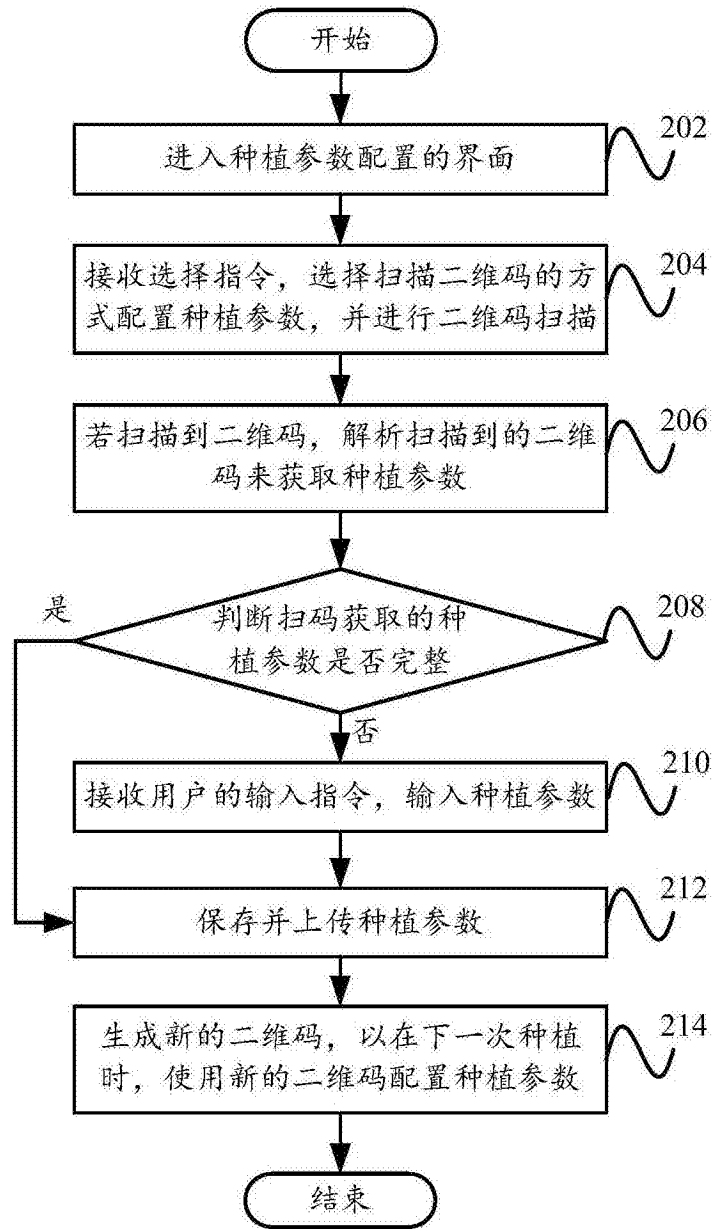 开始
202
进入种植参数配置的界面
204
接收选择指令，选择扫描二维码的方
式配置种植参数，并进行二维码扫描
206
若扫描到二维码，解析扫描到的二维
码来获取种植参数
208
是
判断扫码获取的种
植参数是否完整
否
210
接收用户的输入指令，输入种植参数
212
保存并上传种植参数
214
生成新的二维码，以在下一次种植
时，使用新的二维码配置种植参数
结束